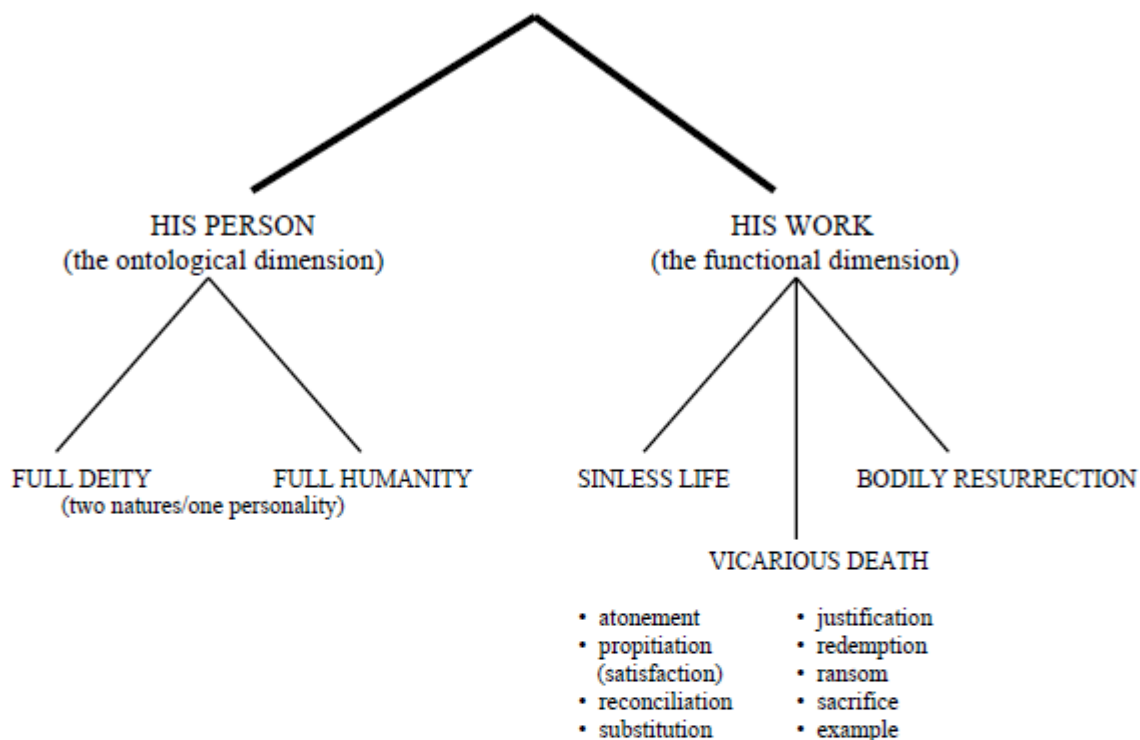 HIS PERSON
(the ontological dimension)
HIS WORK
(the functional dimension)
FULL DEITY
FULL HUMANITY
(two natures/one personality)
SINLESS LIFE
BODILY RESURRECTION
VICARIOUS DEATH
• atonement
• propitiation
(satisfaction)
• reconciliation
• substitution
• justification
• redemption
• ransom
• sacrifice
• example